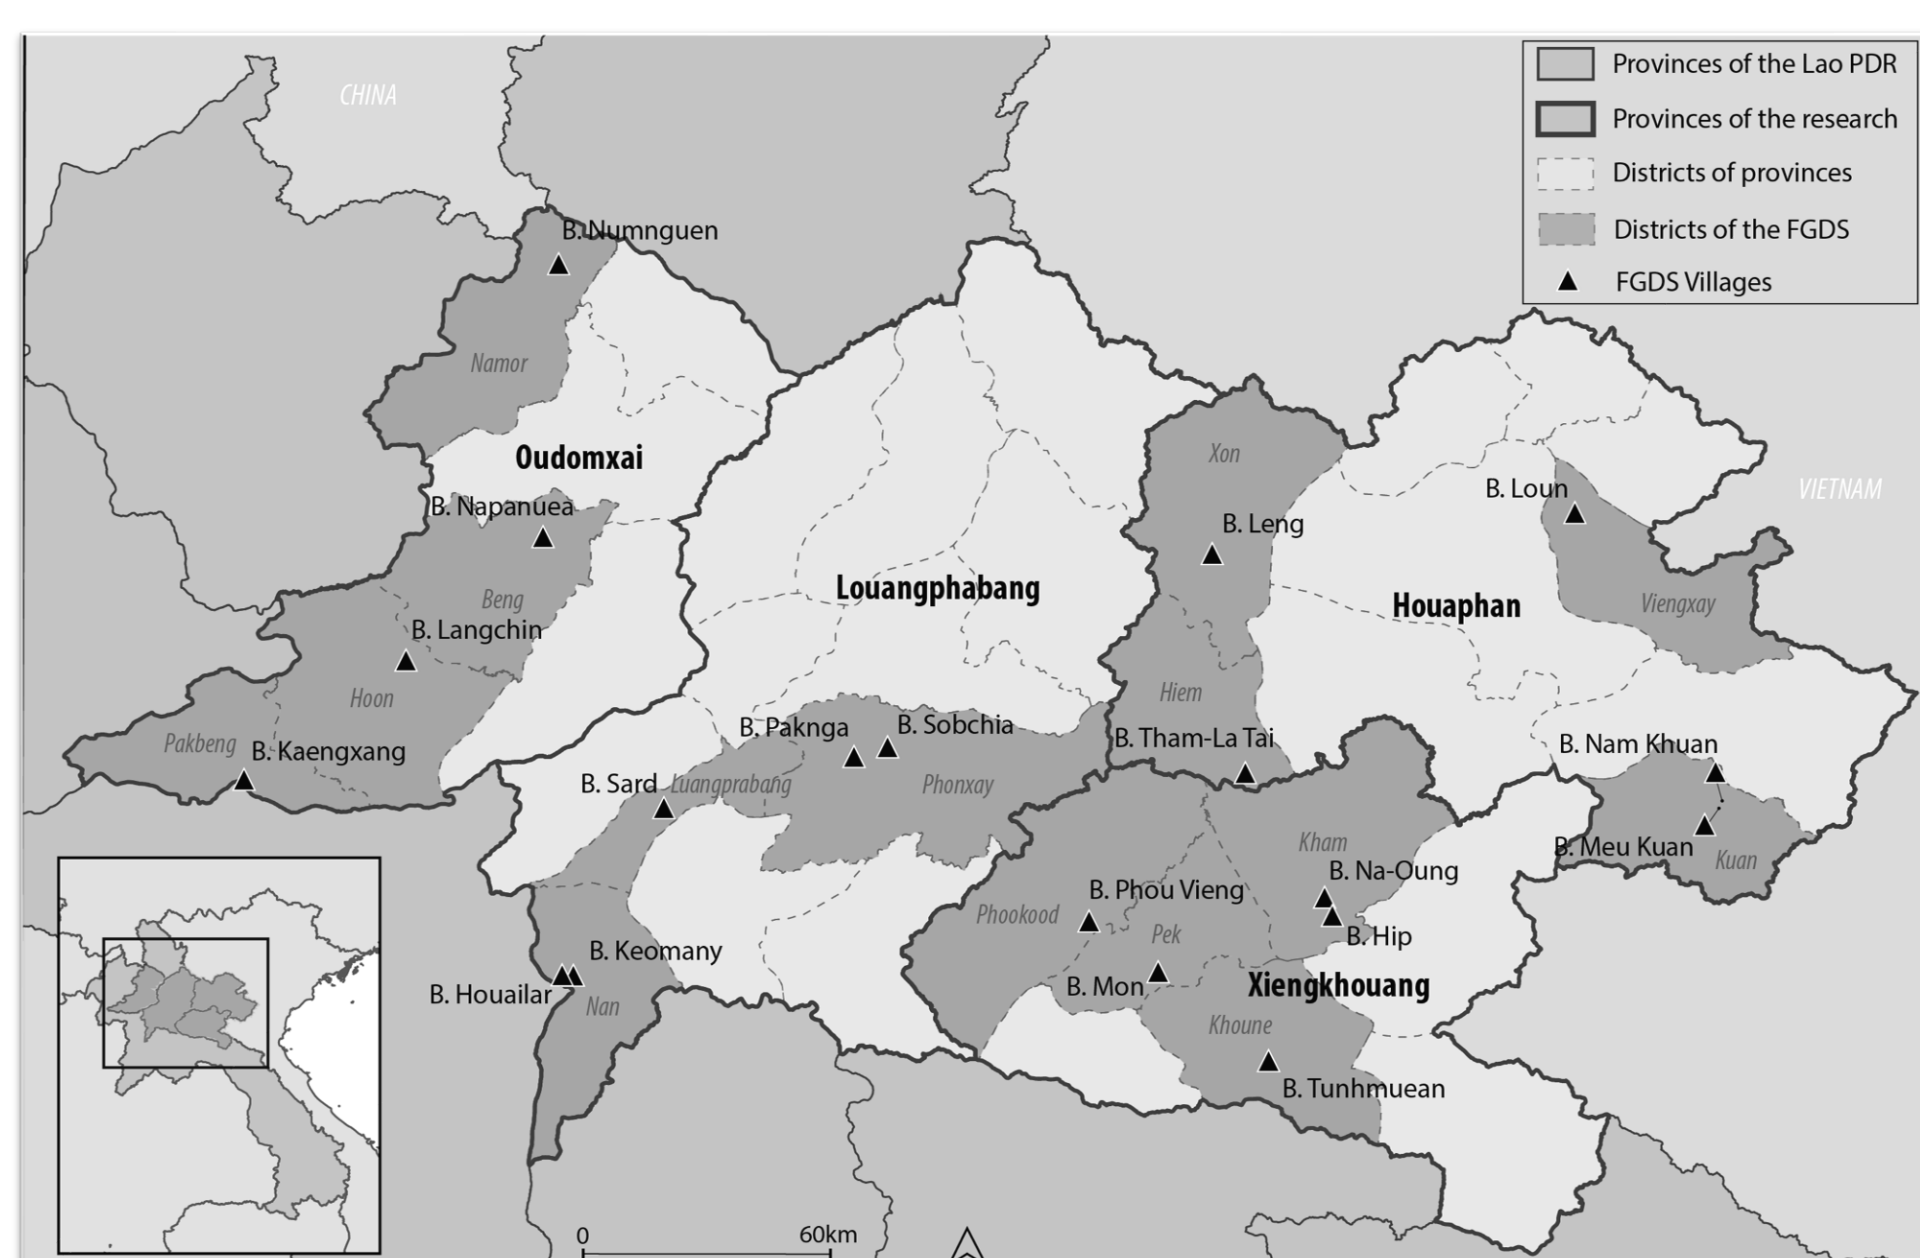 CHINA
Provinces of the Lao PDR
Provinces of the research
Districts of provinces
Districts of the FGDS
FGDS Villages
B. Numnguen
Namor
Oudomxai
B. Napanuea
Beng
B. Langchin
Hoon
Pakbeng
B. Kaengxang
Louangphabang
B. Paknga
B. Sobchia
B. Sard
Luangprabang
Phonxay
B. Keomany
B. Houailar
Nan
Xon
B. Leng
Hiem
B. Tham-La Tai
Houaphan
B. Loun
VIETNAM
Viengxay
B. Nam Khuan
B. Meu Kuan
Kuan
Kham
B. Na-Oung
B. Hip
B. Phou Vieng
Phookood
Pek
B. Mon
Xiengkhouang
Khoune
B. Tunhmuean
0 60km